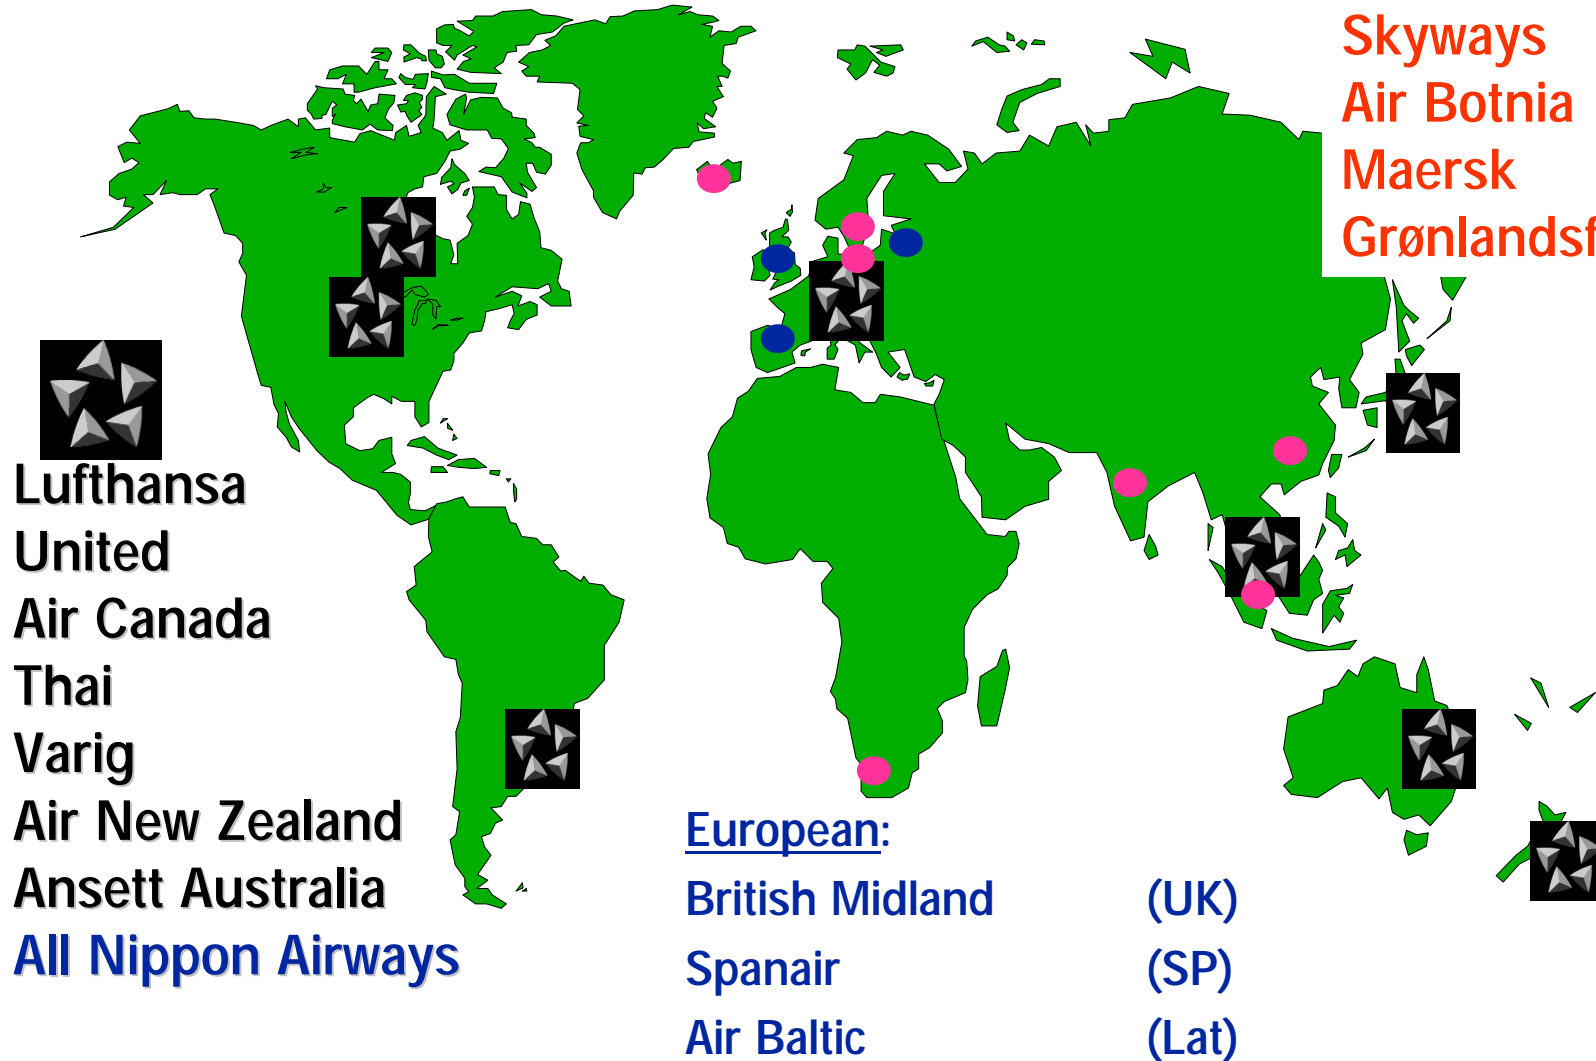 Skyways
Air Botnia
Maersk
Grønlandsf
Lufthansa
United
Air Canada
Thai
Varig
Air New Zealand
Ansett Australia
All Nippon Airways
European:
British Midland (UK)
Spanair (SP)
Air Baltic (Lat)